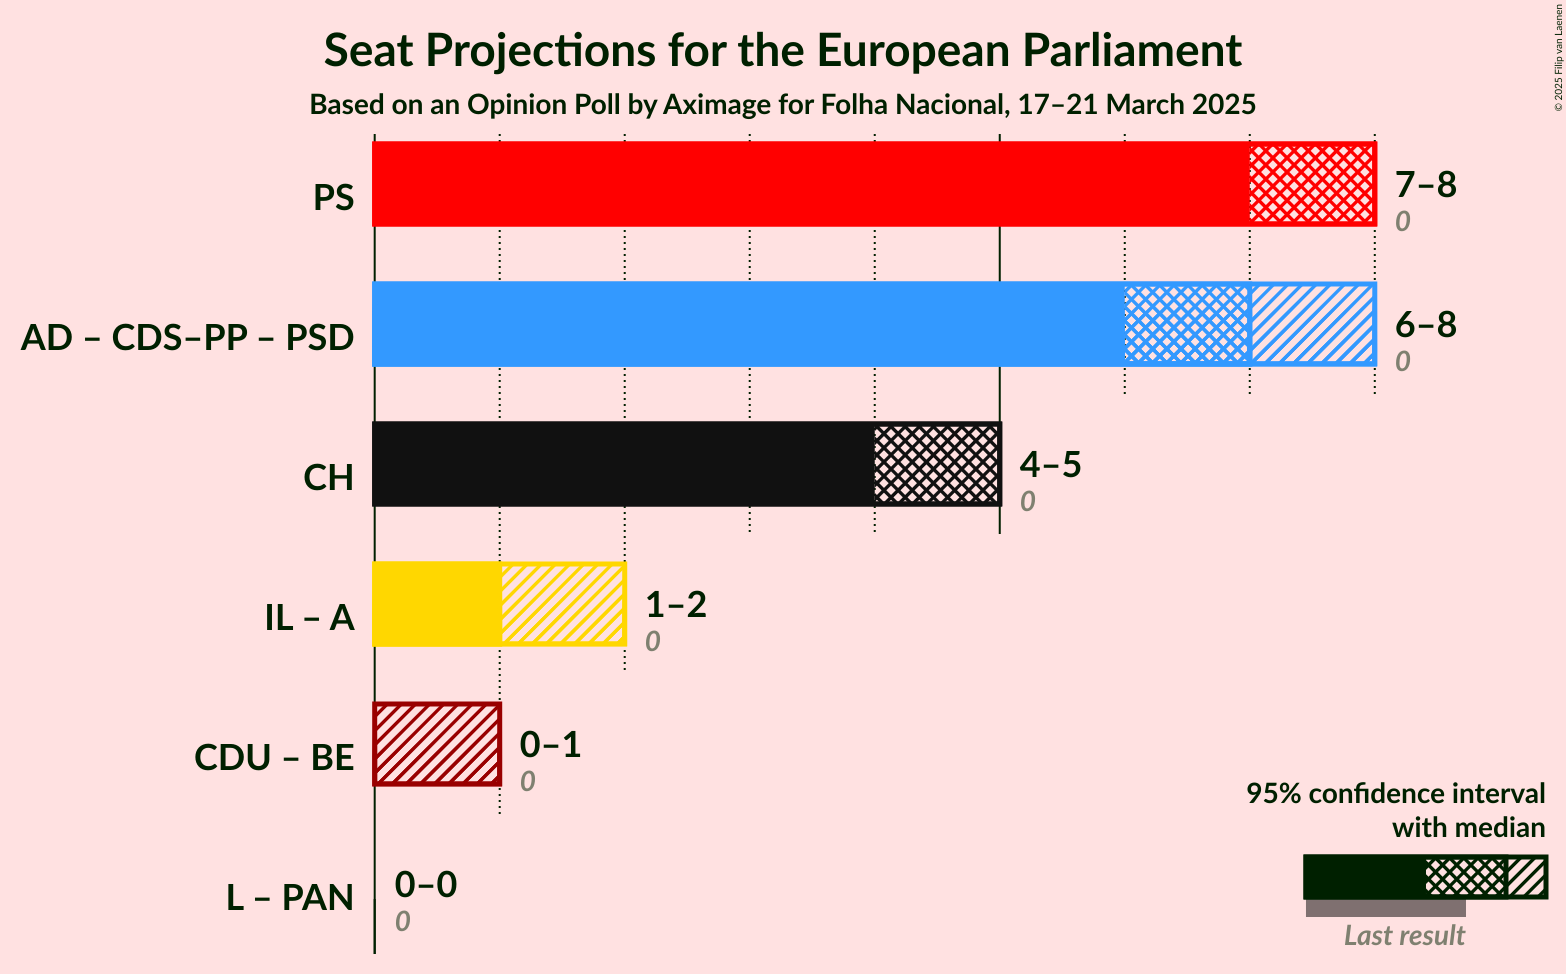 Seat Projections for the European Parliament
Based on an Opinion Poll by Aximage for Folha Nacional, 17–21 March 2025
© 2025 Filip van Laenen
PS
7–8
0
AD – CDS–PP – PSD
6–8
0
CH
4–5
0
IL – A
1–2
0
CDU – BE
0–1
0
L – PAN
0–0
0
95% confidence interval
with median
Last result